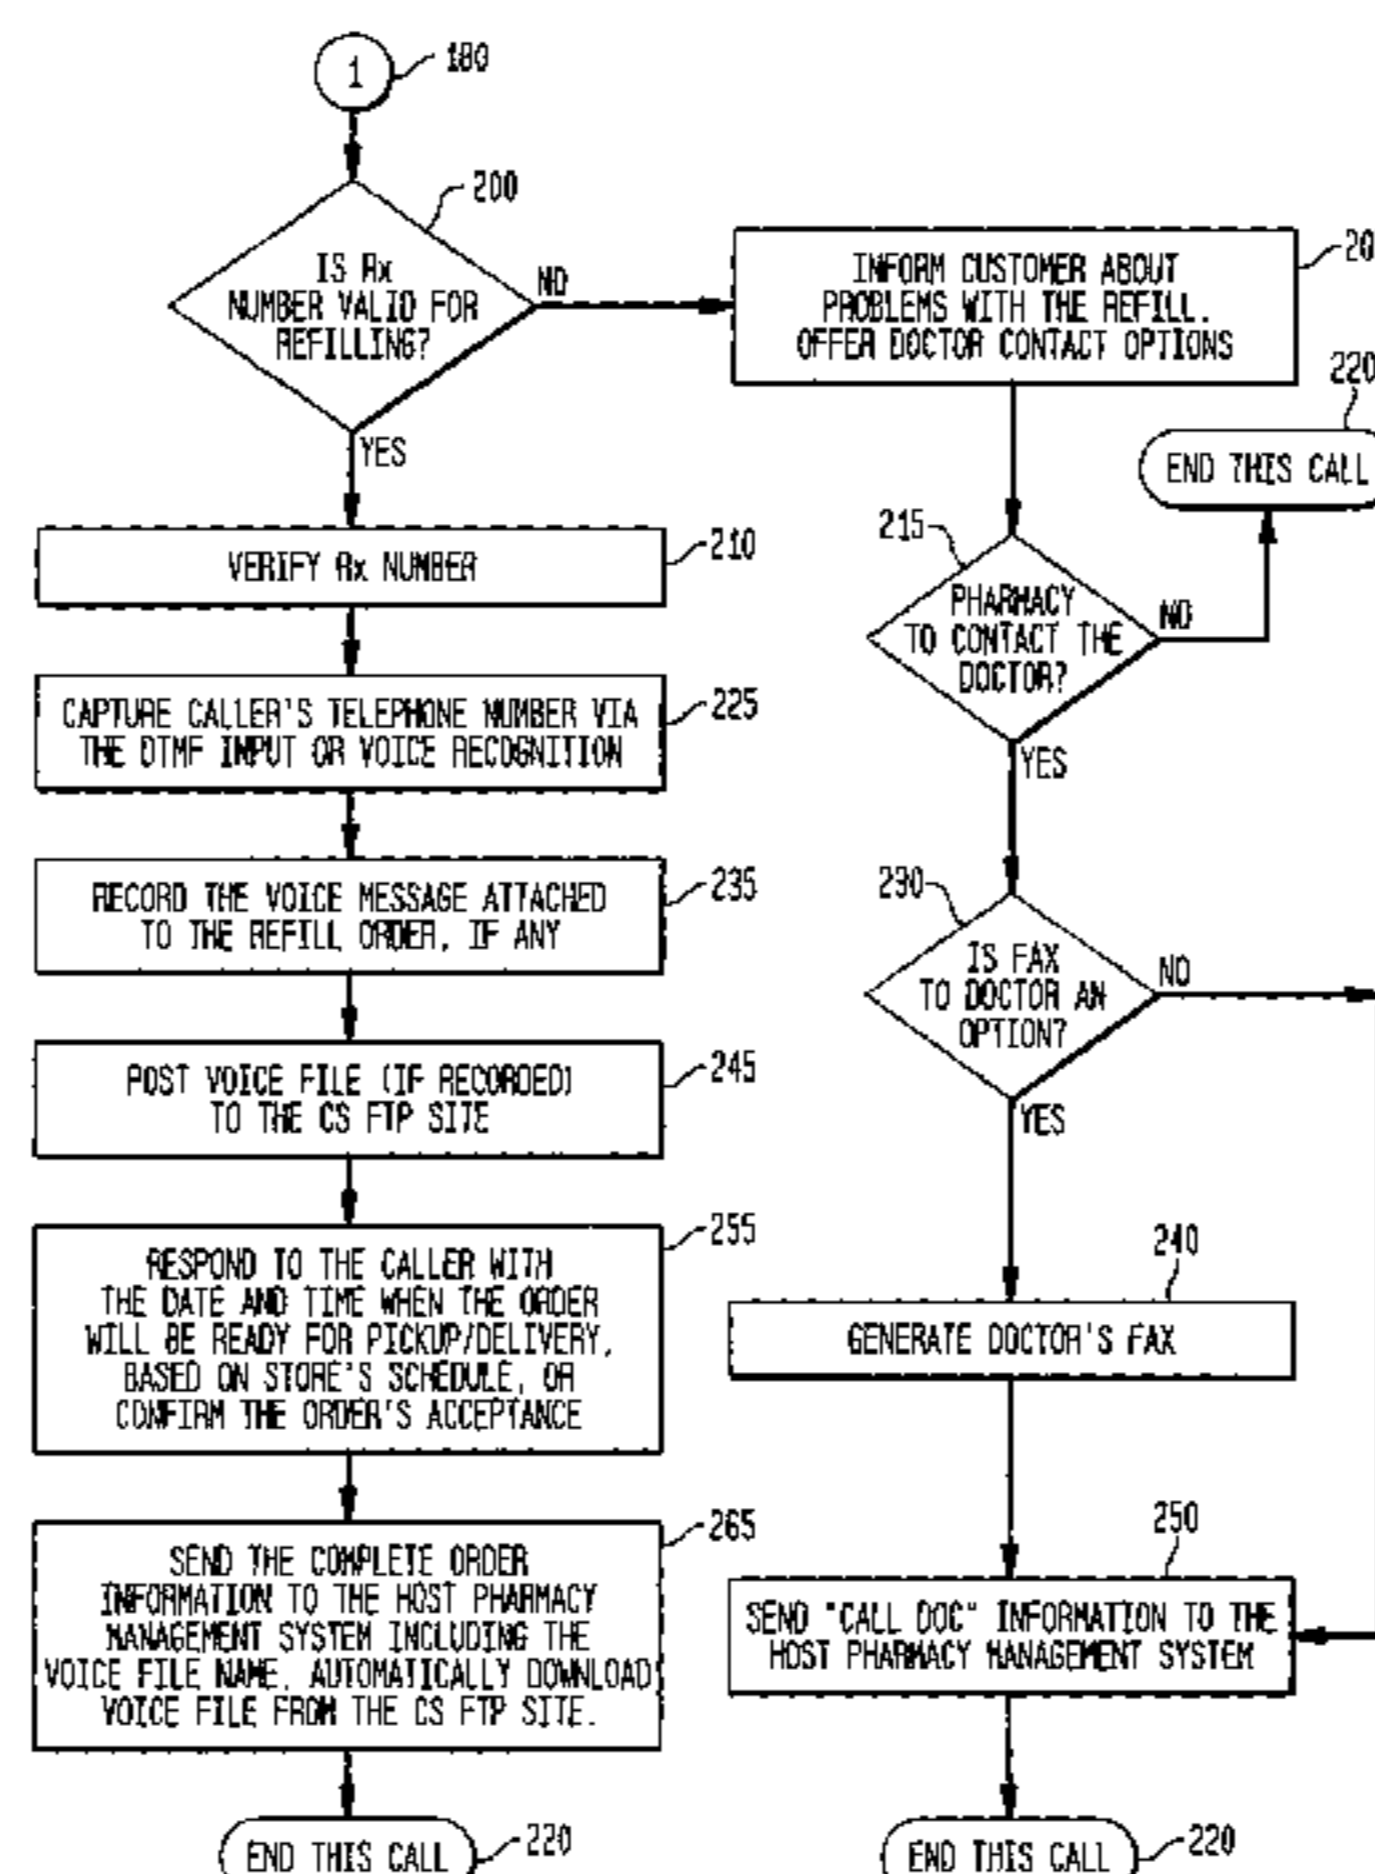 1
180
200
IS Rx
NUMBER VALID FOR
REFILLING?
NO
YES
INFORM CUSTOMER ABOUT
PROBLEMS WITH THE REFILL.
OFFER DOCTOR CONTACT OPTIONS
20
220
END THIS CALL
210
VERIFY Rx NUMBER
215
PHARMACY
TO CONTACT THE
DOCTOR?
NO
YES
225
CAPTURE CALLER'S TELEPHONE NUMBER VIA
THE DTMF INPUT OR VOICE RECOGNITION
235
RECORD THE VOICE MESSAGE ATTACHED
TO THE REFILL ORDER, IF ANY
230
IS FAX
TO DOCTOR AN
OPTION?
NO
YES
245
POST VOICE FILE (IF RECORDED)
TO THE CS FTP SITE
255
RESPOND TO THE CALLER WITH
THE DATE AND TIME WHEN THE ORDER
WILL BE READY FOR PICKUP/DELIVERY,
BASED ON STORE'S SCHEDULE, OR
CONFIRM THE ORDER'S ACCEPTANCE
240
GENERATE DOCTOR'S FAX
265
SEND THE COMPLETE ORDER
INFORMATION TO THE HOST PHARMACY
MANAGEMENT SYSTEM INCLUDING THE
VOICE FILE NAME. AUTOMATICALLY DOWNLOAD
VOICE FILE FROM THE CS FTP SITE.
250
SEND "CALL DOC" INFORMATION TO THE
HOST PHARMACY MANAGEMENT SYSTEM
END THIS CALL
220
END THIS CALL
220